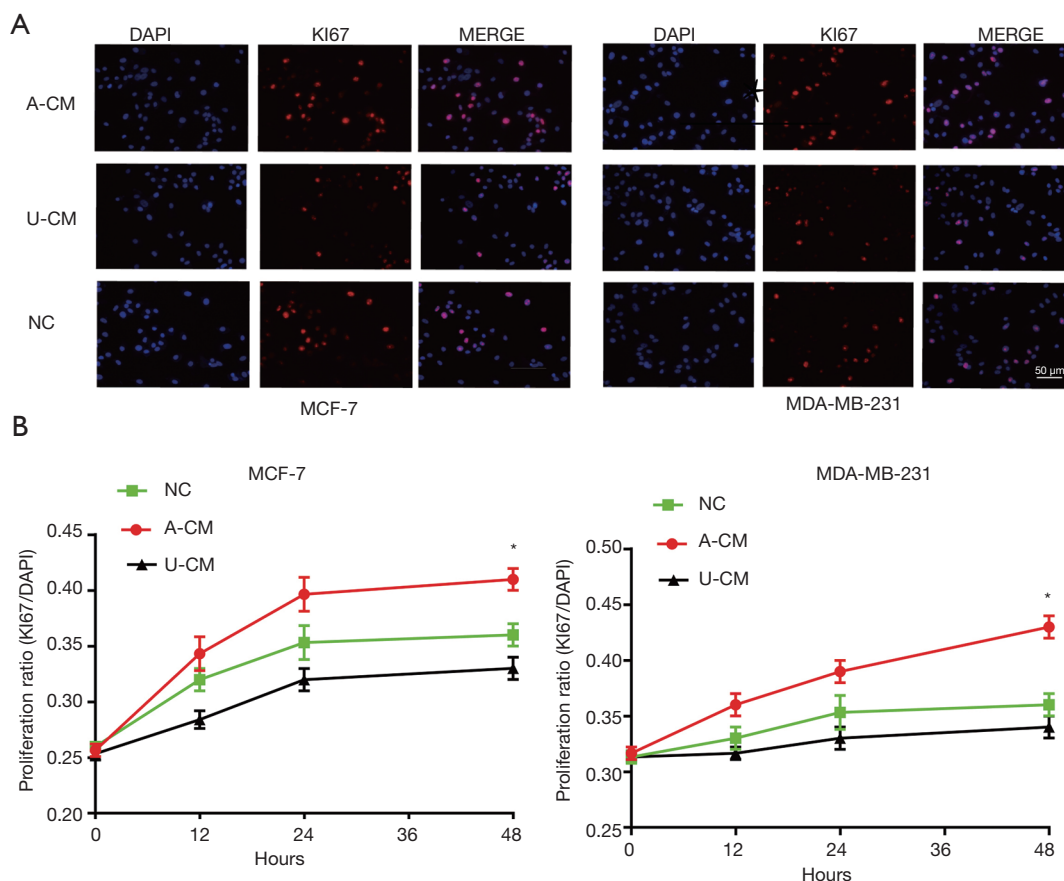 A
DAPI KI67 MERGE DAPI KI67 MERGE
A-CM
U-CM
NC
50 µm
MCF-7 MDA-MB-231
B
MCF-7
NC
A-CM
U-CM
Proliferation ratio (KI67/DAPI)
0.45
0.40
0.35
0.30
0.25
0.20
*
0 12 24 36 48
Hours
MDA-MB-231
NC
A-CM
U-CM
Proliferation ratio (KI67/DAPI)
0.50
0.45
0.40
0.35
0.30
0.25
*
0 12 24 36 48
Hours